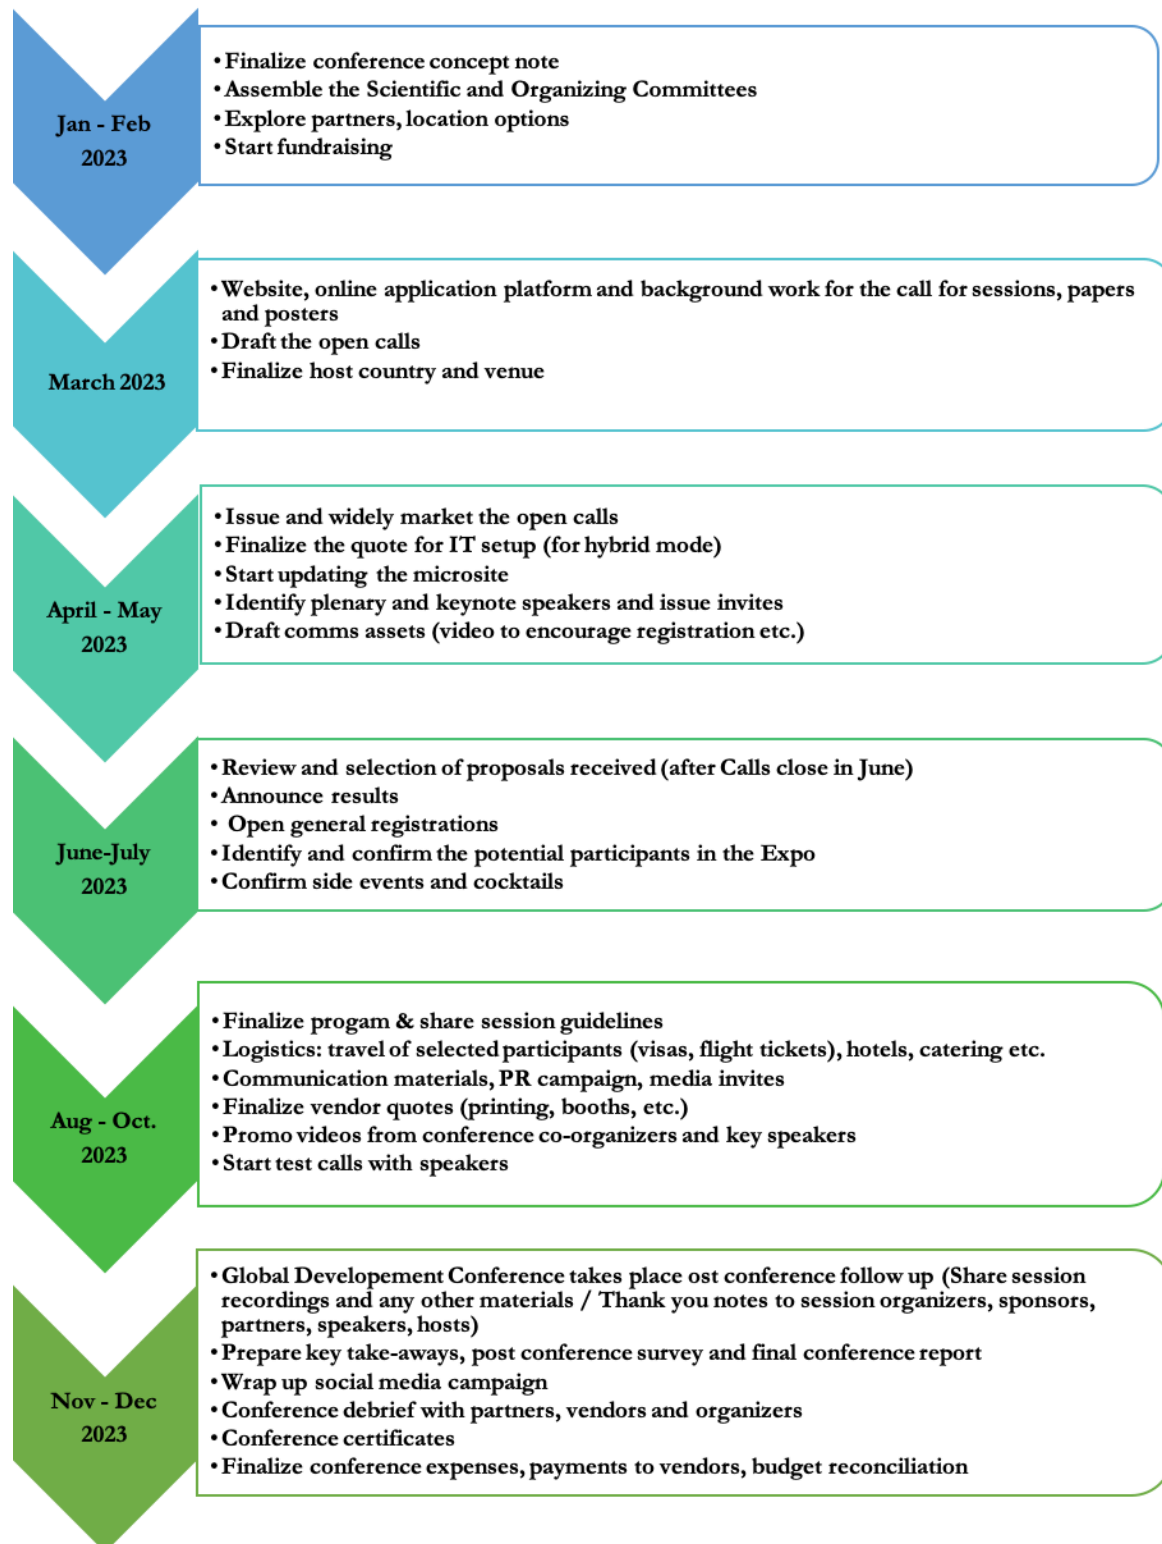 Jan - Feb
2023
• Finalize conference concept note
• Assemble the Scientific and Organizing Committees
• Explore partners, location options
• Start fundraising
March 2023
• Website, online application platform and background work for the call for sessions, papers
and posters
• Draft the open calls
• Finalize host country and venue
April - May
2023
• Issue and widely market the open calls
• Finalize the quote for IT setup (for hybrid mode)
• Start updating the microsite
• Identify plenary and keynote speakers and issue invites
• Draft comms assets (video to encourage registration etc.)
June-July
2023
• Review and selection of proposals received (after Calls close in June)
• Announce results
• Open general registrations
• Identify and confirm the potential participants in the Expo
• Confirm side events and cocktails
Aug - Oct.
2023
• Finalize progam & share session guidelines
• Logistics: travel of selected participants (visas, flight tickets), hotels, catering etc.
• Communication materials, PR campaign, media invites
• Finalize vendor quotes (printing, booths, etc.)
• Promo videos from conference co-organizers and key speakers
• Start test calls with speakers
Nov - Dec
2023
• Global Developement Conference takes place ost conference follow up (Share session
recordings and any other materials / Thank you notes to session organizers, sponsors,
partners, speakers, hosts)
• Prepare key take-aways, post conference survey and final conference report
• Wrap up social media campaign
• Conference debrief with partners, vendors and organizers
• Conference certificates
• Finalize conference expenses, payments to vendors, budget reconciliation